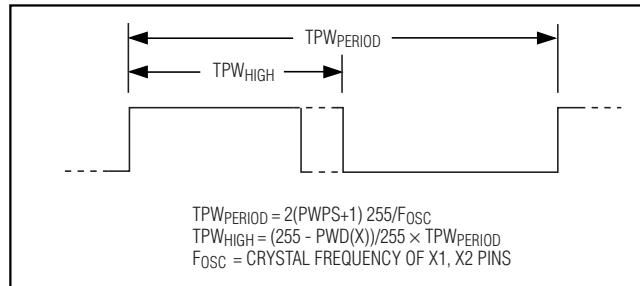 TPWPERIOD
TPWHIGH
TPWPERIOD = 2(PWPS+1) 255/FOSC
TPWHIGH = (255 - PWD(X))/255 × TPWPERIOD
FOSC = CRYSTAL FREQUENCY OF X1, X2 PINS